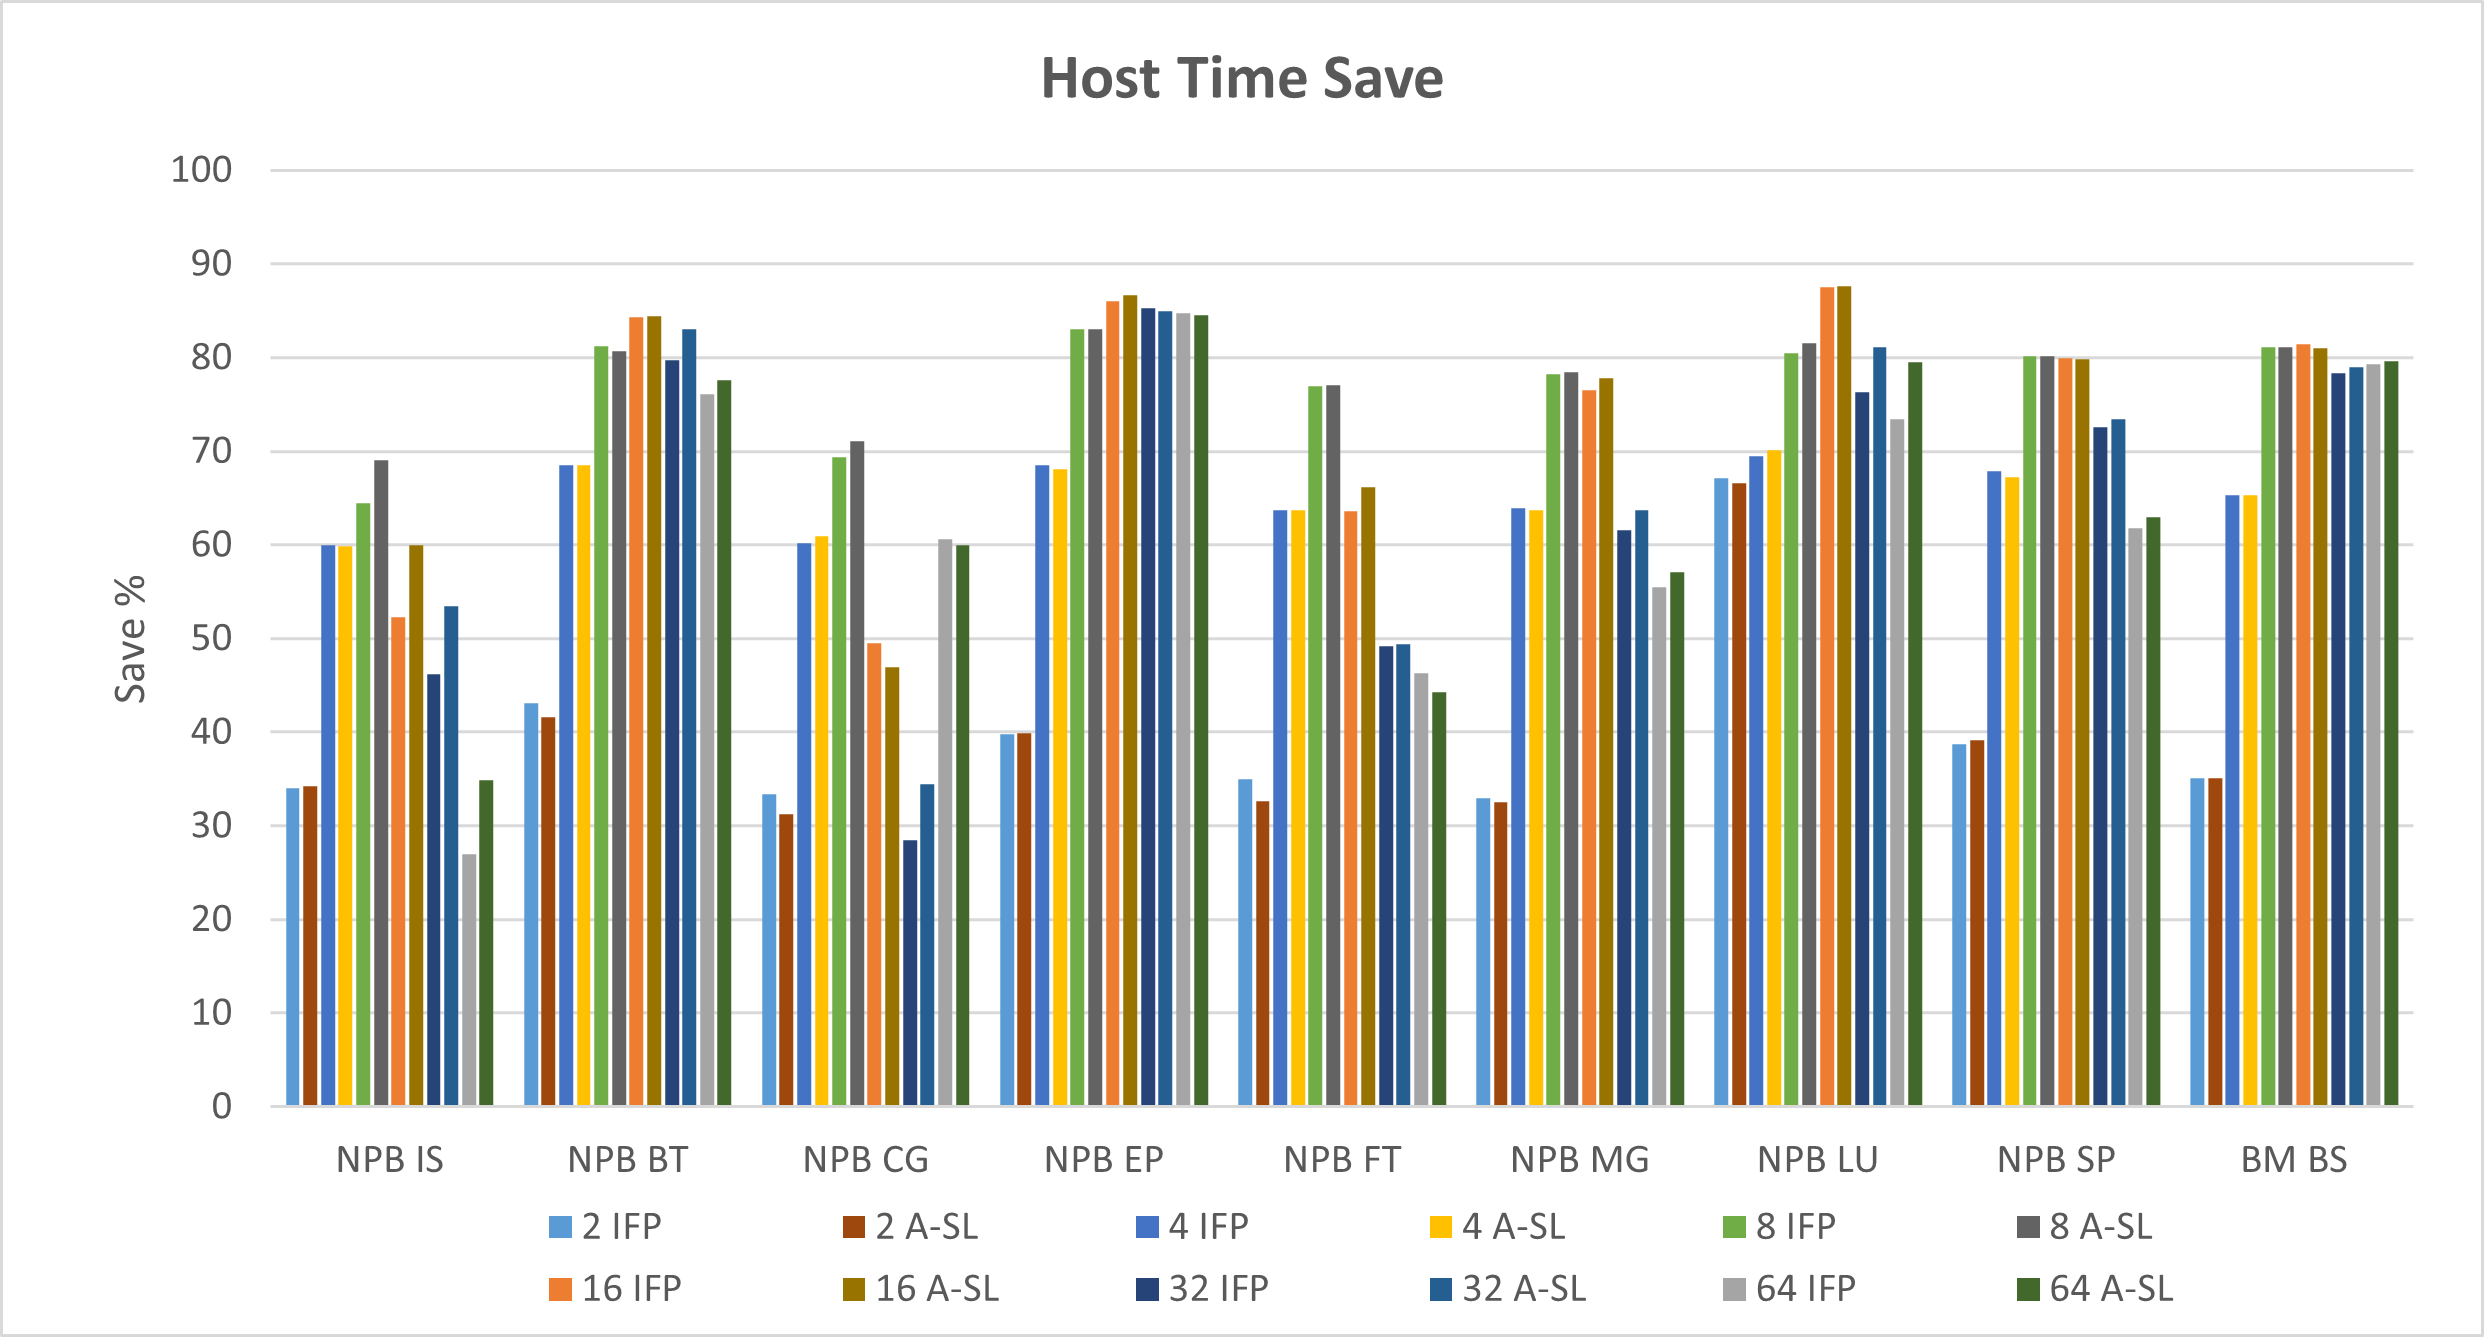 Host Time Save
100
90
80
70
60
50
40
30
20
10
0
Save %
NPB IS NPB BT NPB CG NPB EP NPB FT NPB MG NPB LU NPB SP BM BS
2 IFP 2 A-SL 4 IFP 4 A-SL 8 IFP 8 A-SL
16 IFP 16 A-SL 32 IFP 32 A-SL 64 IFP 64 A-SL